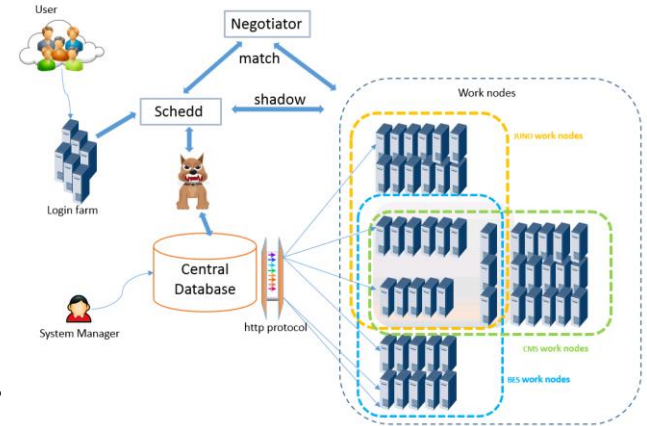 User
Negotiator
match
Work nodes
Schedd
shadow
JUNO work nodes
Login farm
Central
Database
System Manager
http protocol
CMS work nodes
BES work nodes